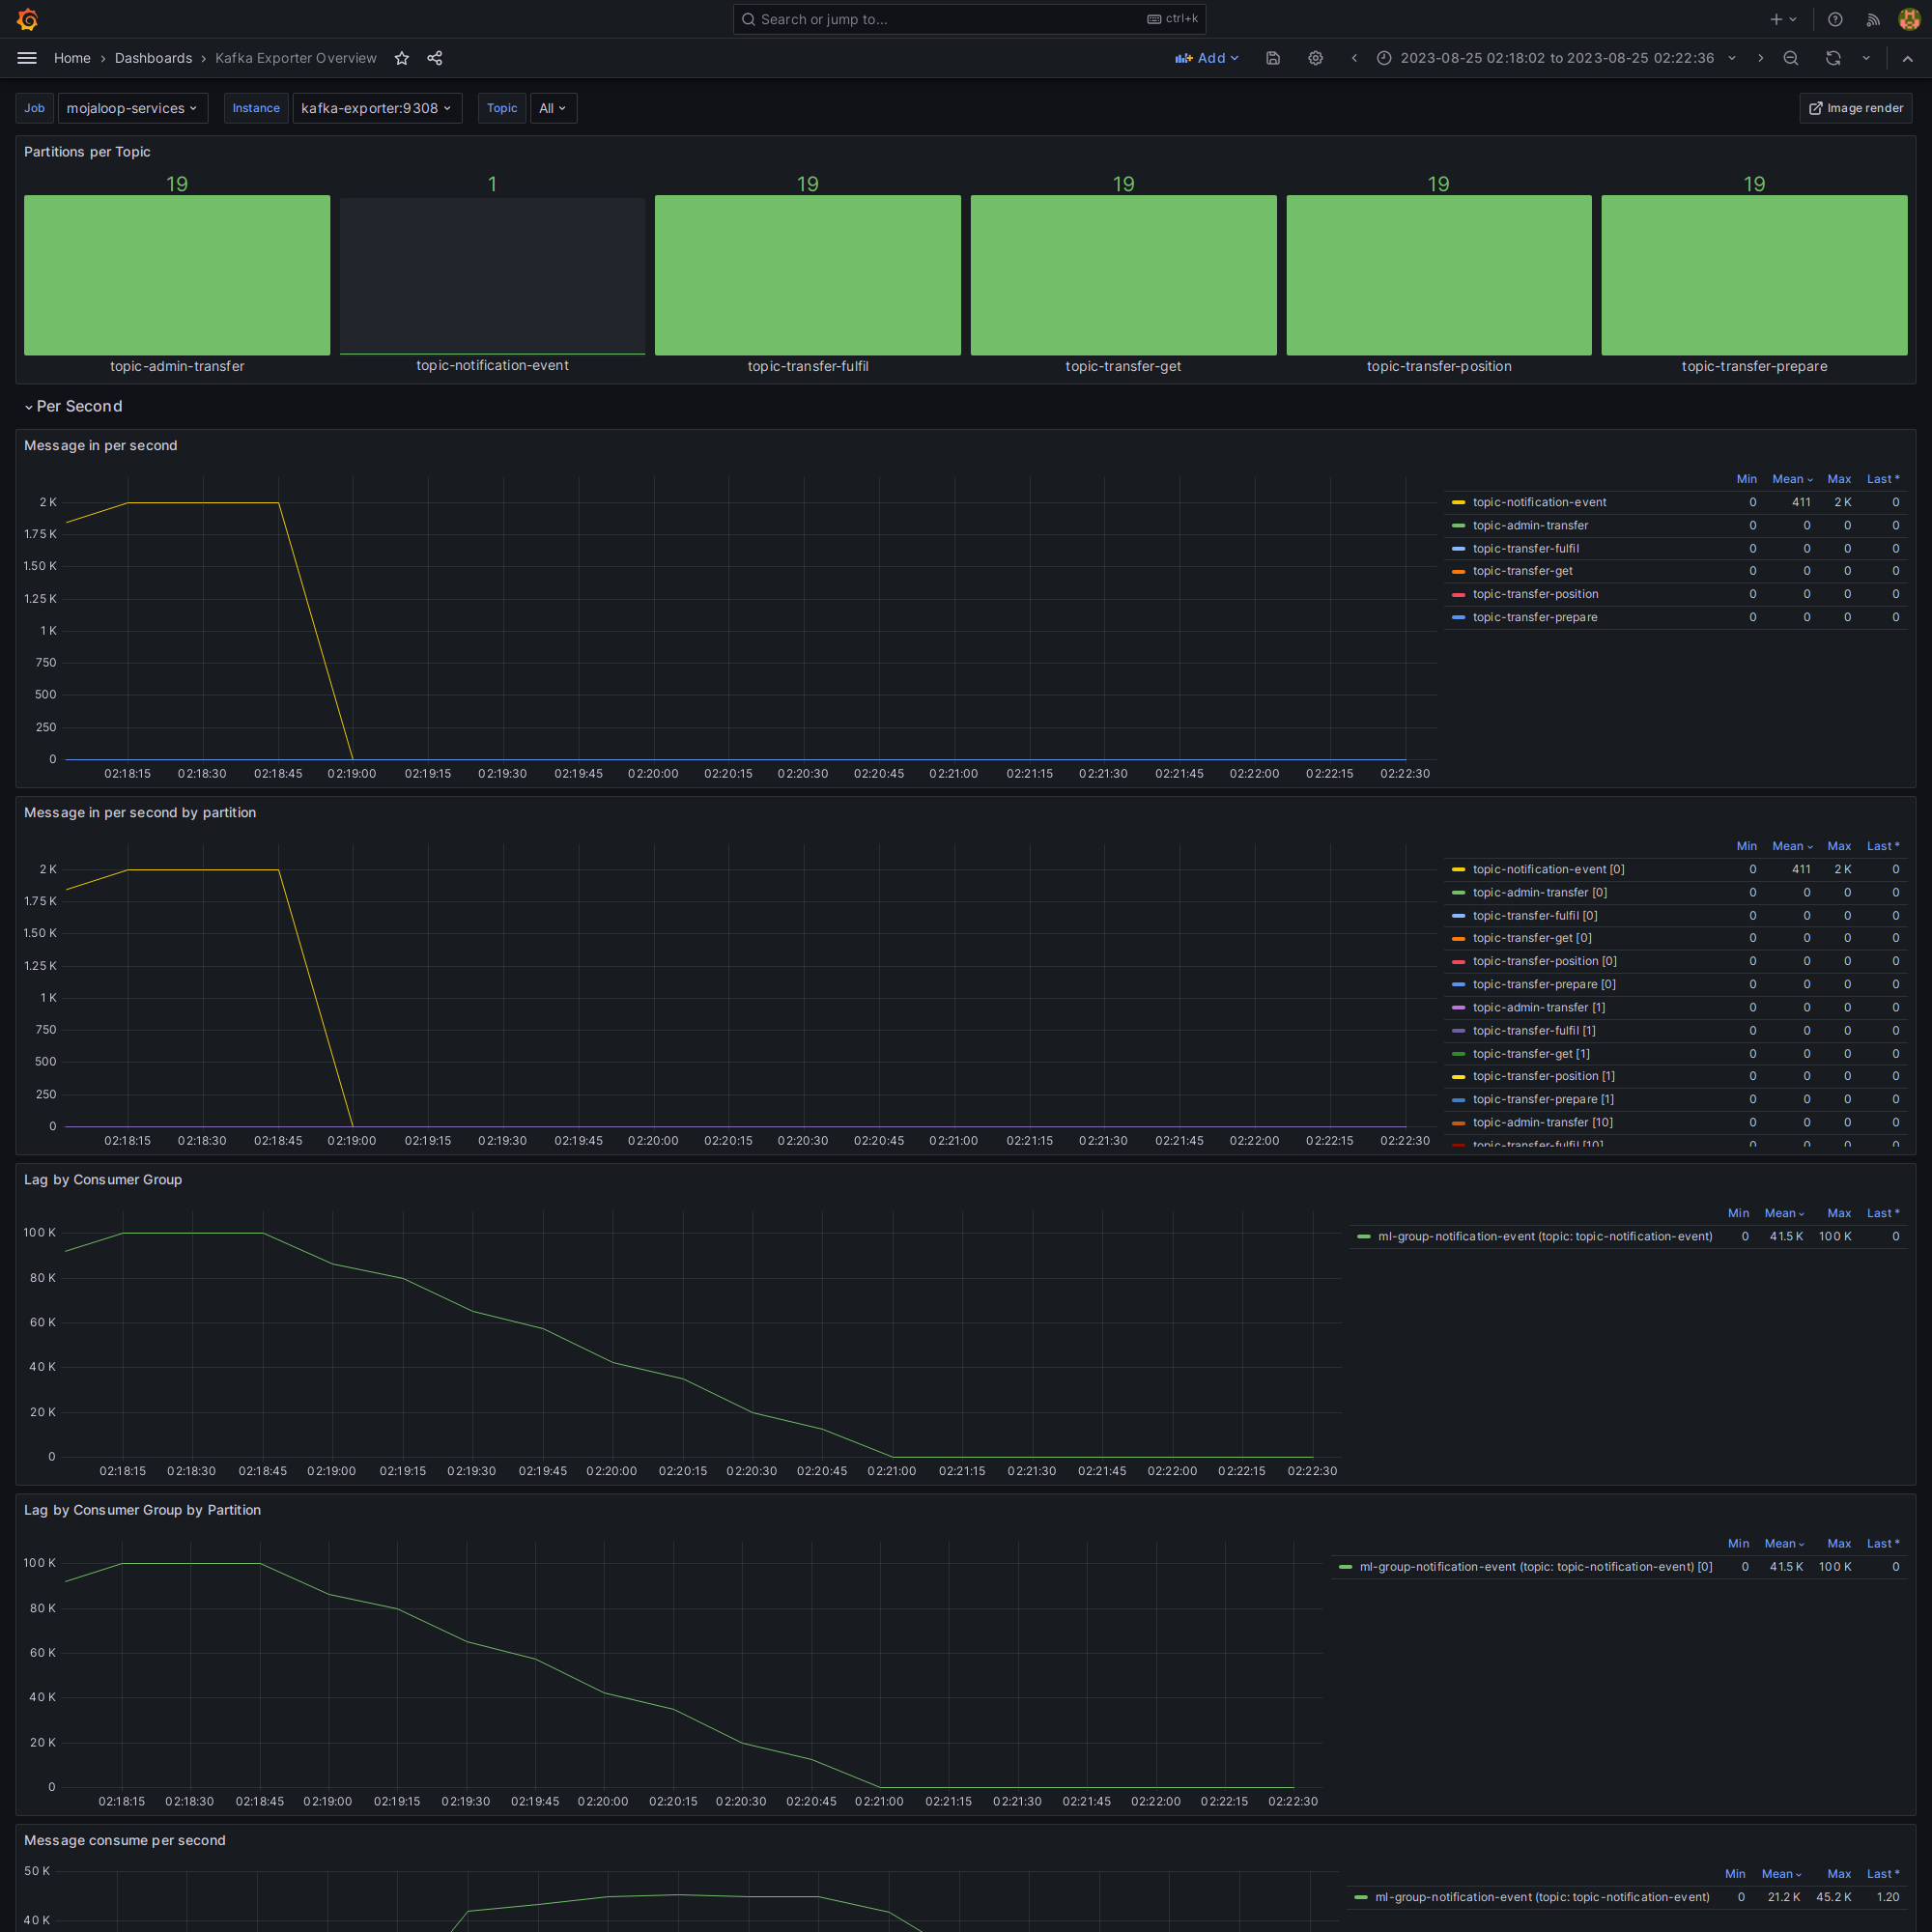 Search or jump to... ctrl+k
Home › Dashboards › Kafka Exporter Overview Add 2023-08-25 02:18:02 to 2023-08-25 02:22:36
Job mojaloop-services Instance kafka-exporter:9308 Topic All Image render
Partitions per Topic
19 1 19 19 19 19
topic-admin-transfer topic-notification-event topic-transfer-fulfil topic-transfer-get topic-transfer-position topic-transfer-prepare
Per Second
Message in per second
2 K
1.75 K
1.50 K
1.25 K
1 K
750
500
250
0
02:18:15 02:18:30 02:18:45 02:19:00 02:19:15 02:19:30 02:19:45 02:20:00 02:20:15 02:20:30 02:20:45 02:21:00 02:21:15 02:21:30 02:21:45 02:22:00 02:22:15 02:22:30
Min Mean Max Last *
topic-notification-event 0 411 2 K 0
topic-admin-transfer 0 0 0 0
topic-transfer-fulfil 0 0 0 0
topic-transfer-get 0 0 0 0
topic-transfer-position 0 0 0 0
topic-transfer-prepare 0 0 0 0
Message in per second by partition
2 K
1.75 K
1.50 K
1.25 K
1 K
750
500
250
0
02:18:15 02:18:30 02:18:45 02:19:00 02:19:15 02:19:30 02:19:45 02:20:00 02:20:15 02:20:30 02:20:45 02:21:00 02:21:15 02:21:30 02:21:45 02:22:00 02:22:15 02:22:30
Min Mean Max Last *
topic-notification-event [0] 0 411 2 K 0
topic-admin-transfer [0] 0 0 0 0
topic-transfer-fulfil [0] 0 0 0 0
topic-transfer-get [0] 0 0 0 0
topic-transfer-position [0] 0 0 0 0
topic-transfer-prepare [0] 0 0 0 0
topic-admin-transfer [1] 0 0 0 0
topic-transfer-fulfil [1] 0 0 0 0
topic-transfer-get [1] 0 0 0 0
topic-transfer-position [1] 0 0 0 0
topic-transfer-prepare [1] 0 0 0 0
topic-admin-transfer [10] 0 0 0 0
topic-transfer-fulfil [10] 0 0 0 0
Lag by Consumer Group
100 K
80 K
60 K
40 K
20 K
0
02:18:15 02:18:30 02:18:45 02:19:00 02:19:15 02:19:30 02:19:45 02:20:00 02:20:15 02:20:30 02:20:45 02:21:00 02:21:15 02:21:30 02:21:45 02:22:00 02:22:15 02:22:30
Min Mean Max Last *
ml-group-notification-event (topic: topic-notification-event) 0 41.5 K 100 K 0
Lag by Consumer Group by Partition
100 K
80 K
60 K
40 K
20 K
0
02:18:15 02:18:30 02:18:45 02:19:00 02:19:15 02:19:30 02:19:45 02:20:00 02:20:15 02:20:30 02:20:45 02:21:00 02:21:15 02:21:30 02:21:45 02:22:00 02:22:15 02:22:30
Min Mean Max Last *
ml-group-notification-event (topic: topic-notification-event) [0] 0 41.5 K 100 K 0
Message consume per second
50 K
40 K
Min Mean Max Last *
ml-group-notification-event (topic: topic-notification-event) 0 21.2 K 45.2 K 1.20